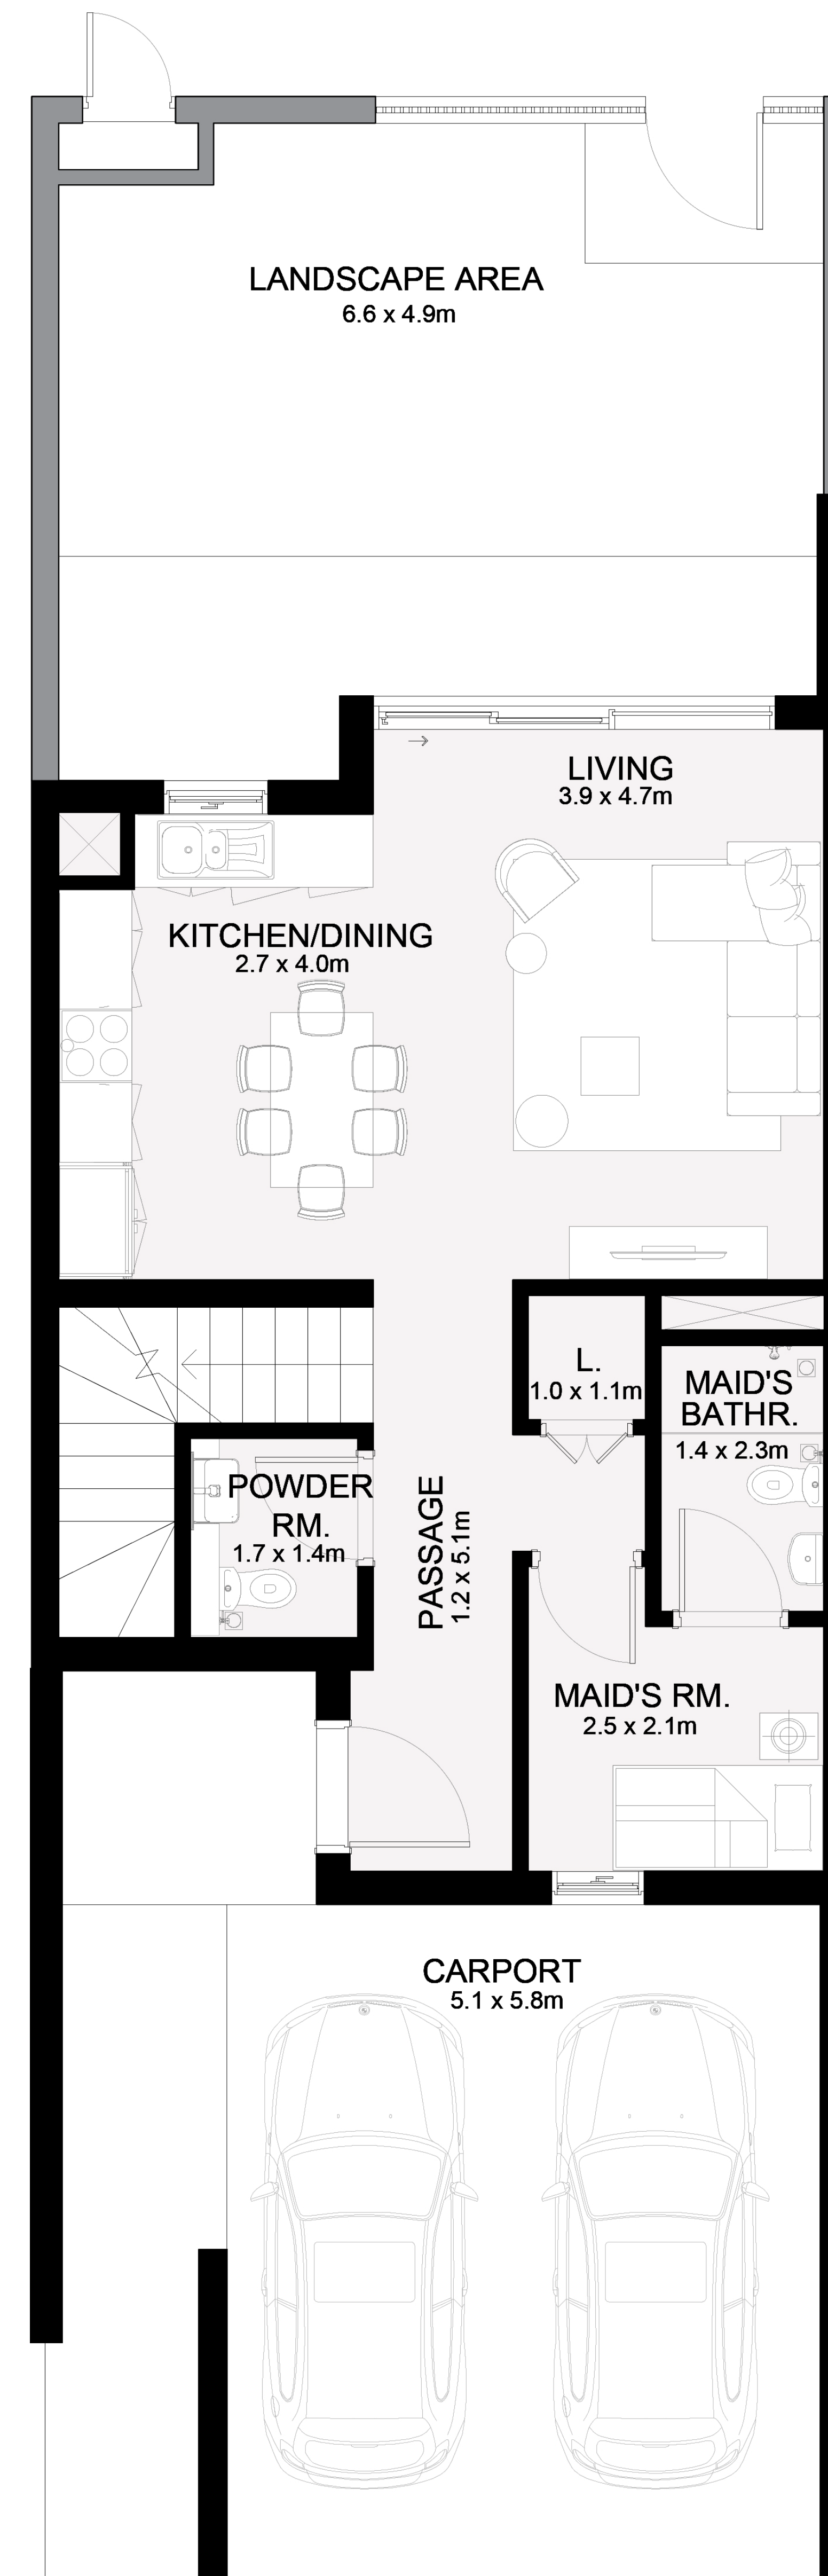 LANDSCAPE AREA
6.6 x 4.9m
LIVING
3.9 x 4.7m
KITCHEN/DINING
2.7 x 4.0m
L.
1.0 x 1.1m
MAID'S
BATHR.
1.4 x 2.3m
POWDER
RM.
1.7 x 1.4m
PASSAGE
1.2 x 5.1m
MAID'S RM.
2.5 x 2.1m
CARPORT
5.1 x 5.8m